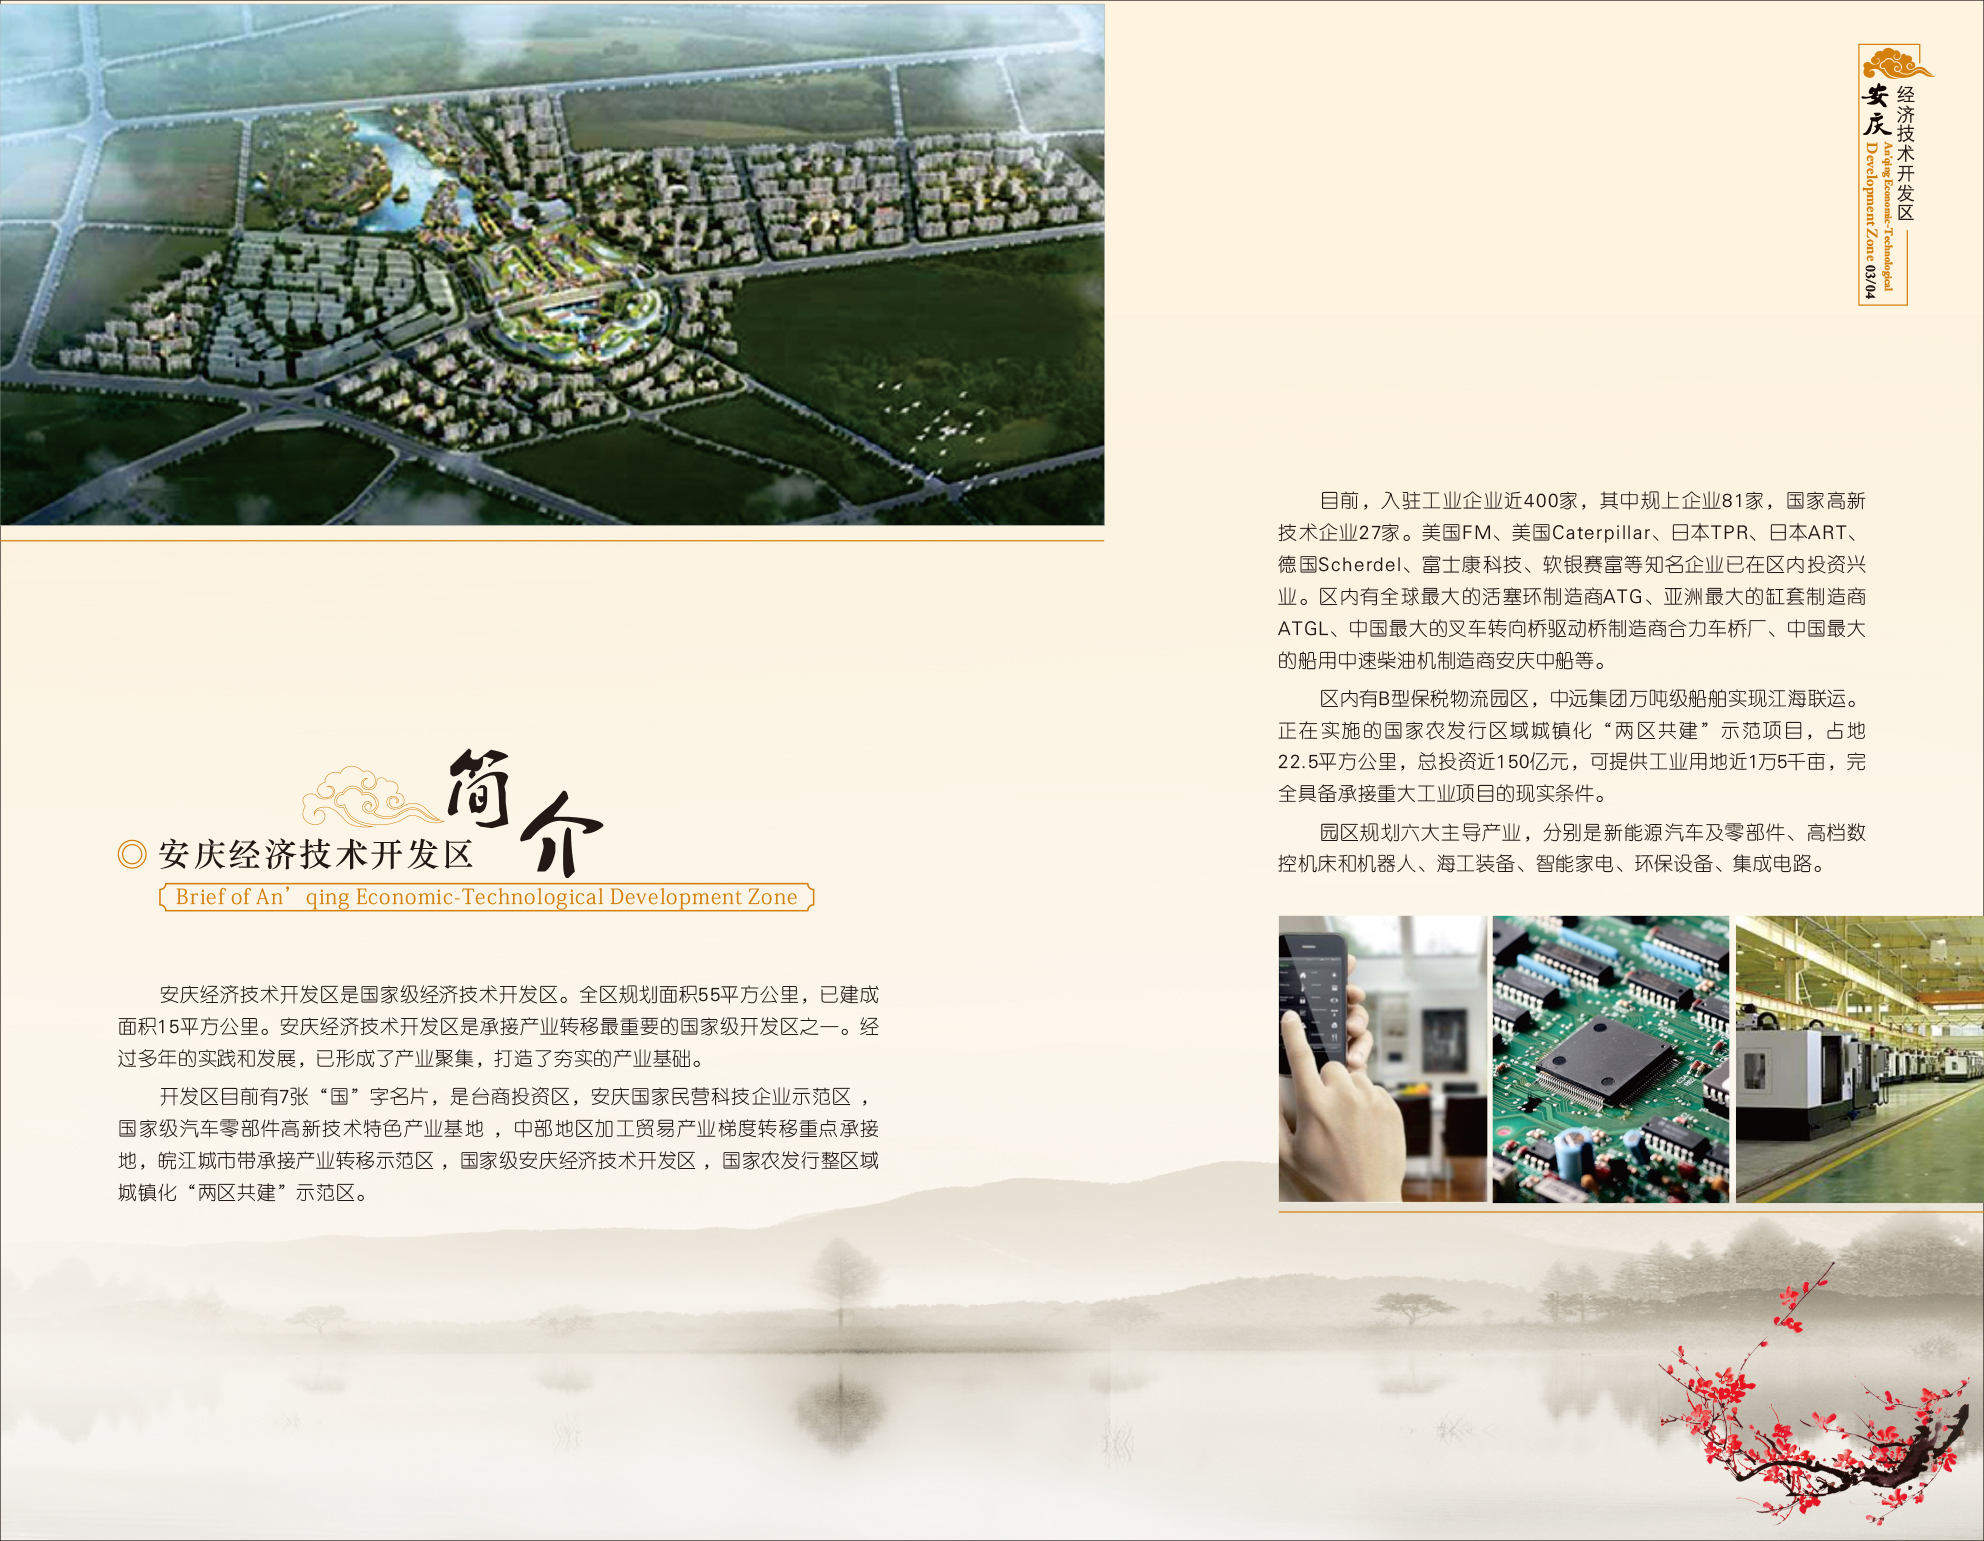 简介
安庆经济技术开发区
Brief of An’qing Economic-Technological Development Zone
安庆经济技术开发区是国家级经济技术开发区。全区规划面积55平方公里，已建成
面积15平方公里。安庆经济技术开发区是承接产业转移最重要的国家级开发区之一。经
过多年的实践和发展，已形成了产业聚集，打造了夯实的产业基础。
开发区目前有7张“国”字名片，是台商投资区，安庆国家民营科技企业示范区 ，
国家级汽车零部件高新技术特色产业基地 ，中部地区加工贸易产业梯度转移重点承接
地，皖江城市带承接产业转移示范区 ，国家级安庆经济技术开发区 ，国家农发行整区域
城镇化“两区共建”示范区。
安庆
经济技术开发区
An'qing Economic-Technological
Development Zone 03/04
目前，入驻工业企业近400家，其中规上企业81家，国家高新
技术企业27家。美国FM、美国Caterpillar、日本TPR、日本ART、
德国Scherdel、富士康科技、软银赛富等知名企业已在区内投资兴
业。区内有全球最大的活塞环制造商ATG、亚洲最大的缸套制造商
ATGL、中国最大的叉车转向桥驱动桥制造商合力车桥厂、中国最大
的船用中速柴油机制造商安庆中船等。
区内有B型保税物流园区，中远集团万吨级船舶实现江海联运。
正在实施的国家农发行区域城镇化“两区共建”示范项目，占地
22.5平方公里，总投资近150亿元，可提供工业用地近1万5千亩，完
全具备承接重大工业项目的现实条件。
园区规划六大主导产业，分别是新能源汽车及零部件、高档数
控机床和机器人、海工装备、智能家电、环保设备、集成电路。